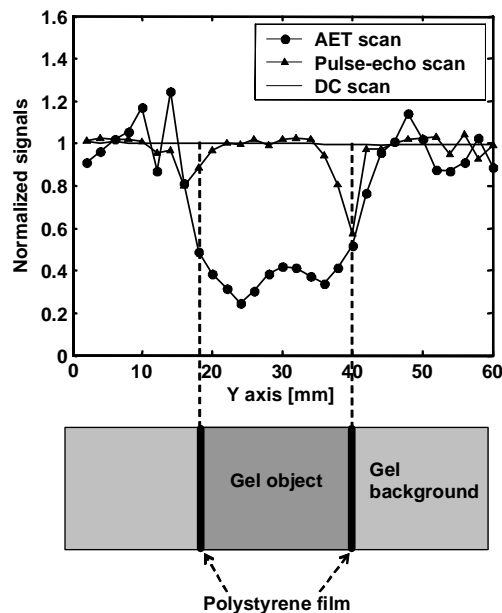 1.6
1.4
1.2
1
0.8
0.6
0.4
0.2
0
Normalized signals
AET scan
Pulse-echo scan
DC scan
0 10 20 30 40 50 60
Y axis [mm]
Gel object
Gel
background
Polystyrene film